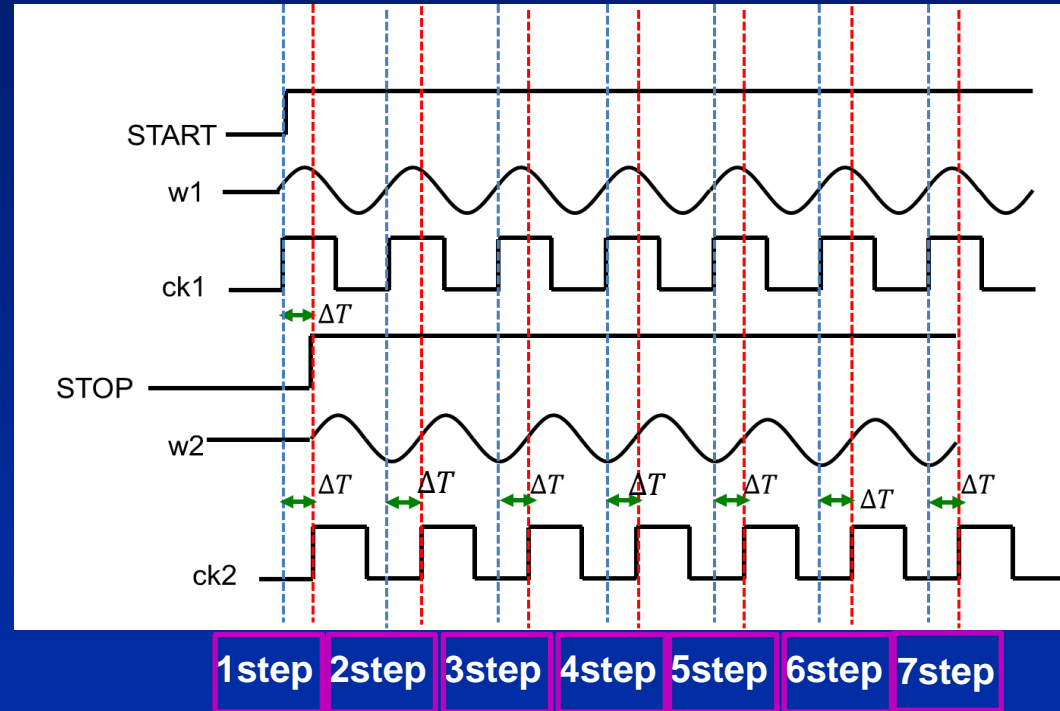 START
w1
ck1
ΔT
STOP
w2
ΔT ΔT ΔT ΔT ΔT ΔT ΔT
ck2
1step 2step 3step 4step 5step 6step 7step